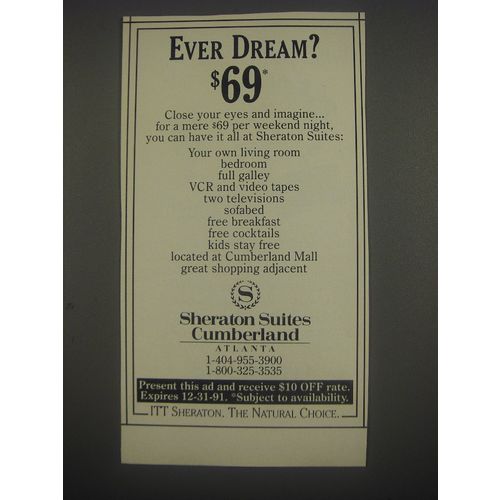 EVER DREAM?
$69*
Close your eyes and imagine...
for a mere $69 per weekend night,
you can have it all at Sheraton Suites:
Your own living room
bedroom
full galley
VCR and video tapes
two televisions
sofabed
free breakfast
free cocktails
kids stay free
located at Cumberland Mall
great shopping adjacent
S
Sheraton Suites
Cumberland
ATLANTA
1-404-955-3900
1-800-325-3535
Present this ad and receive $10 OFF rate.
Expires 12-31-91. *Subject to availability.
ITT SHERATON. THE NATURAL CHOICE.